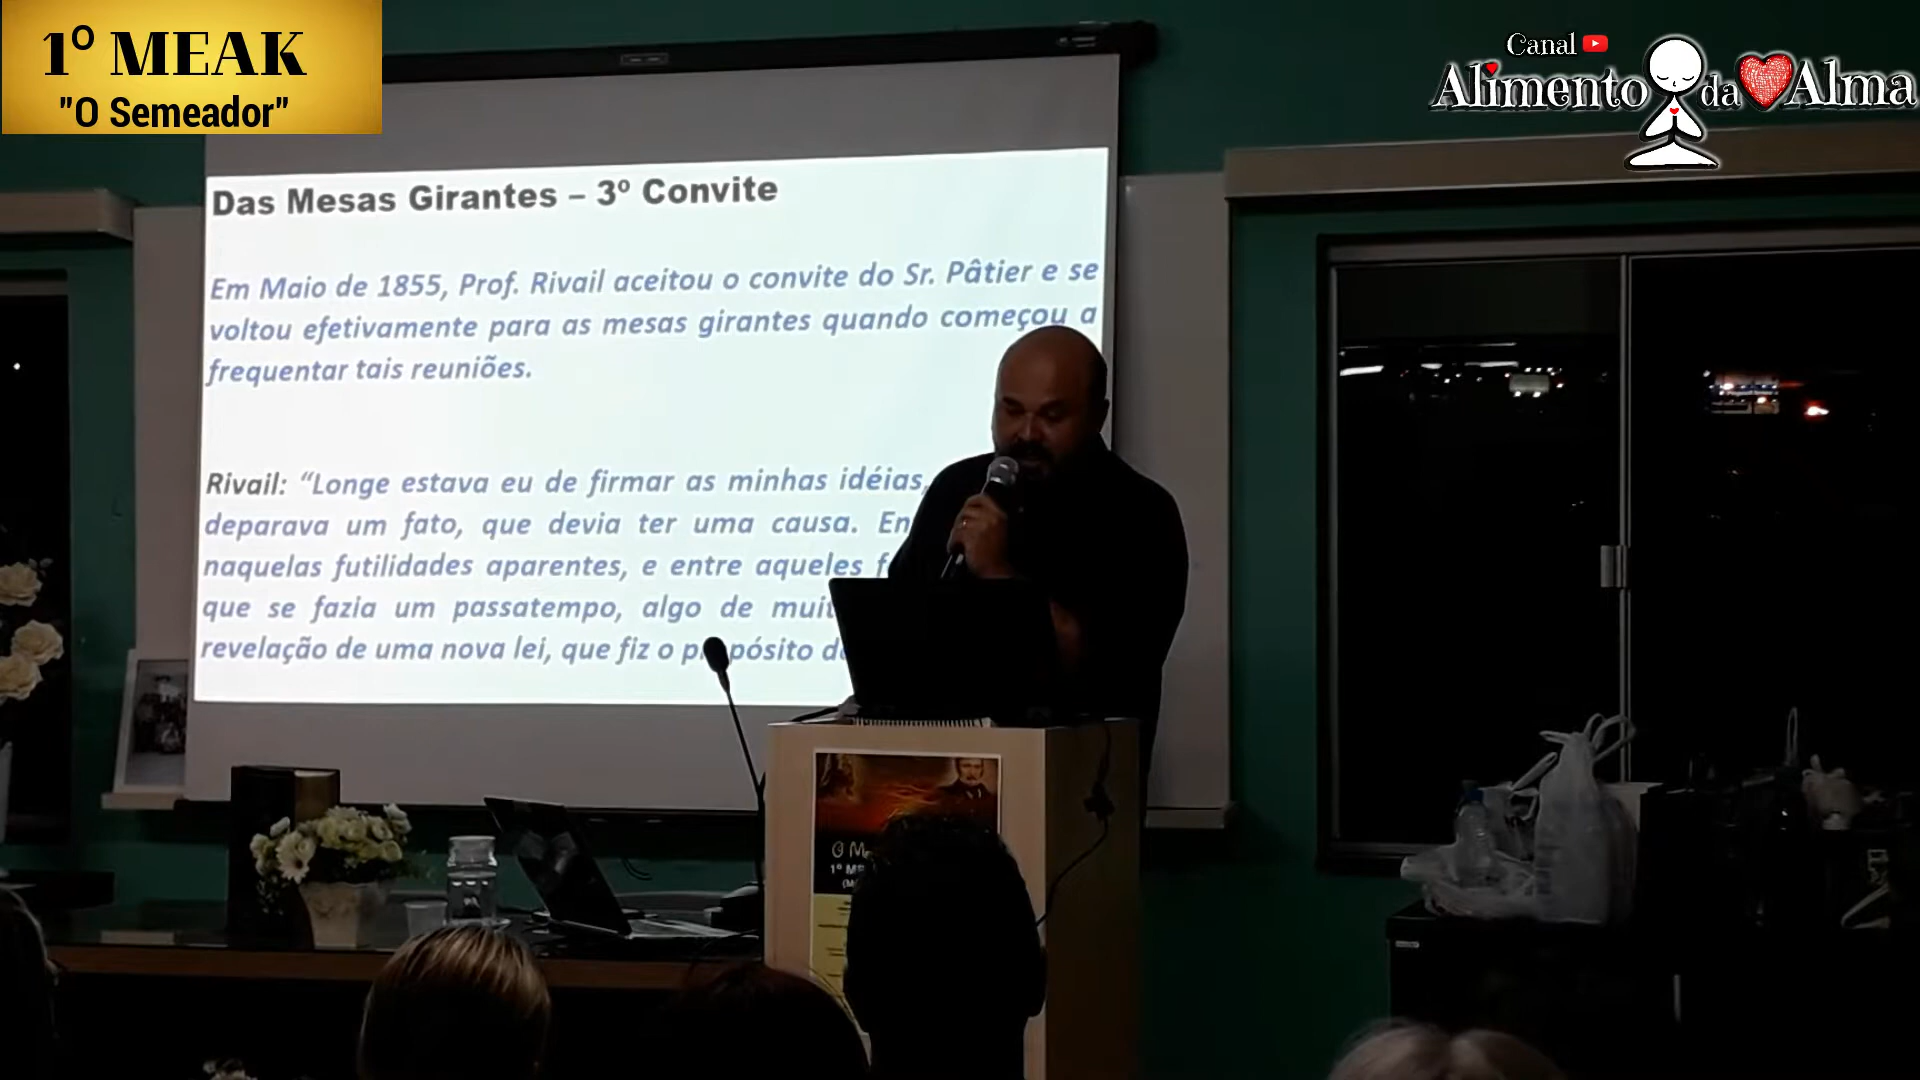 1º MEAK
"O Semeador"
Canal
Alimento da Alma
Das Mesas Girantes – 3º Convite
Em Maio de 1855, Prof. Rivail aceitou o convite do Sr. Pâtier e se
voltou efetivamente para as mesas girantes quando começou a
frequentar tais reuniões.
Rivail: “Longe estava eu de firmar as minhas idéias,
deparava um fato, que devia ter uma causa.
naquelas futilidades aparentes, e entre aqueles
que se fazia um passatempo, algo de
revelação de uma nova lei, que fiz o propósito
1º